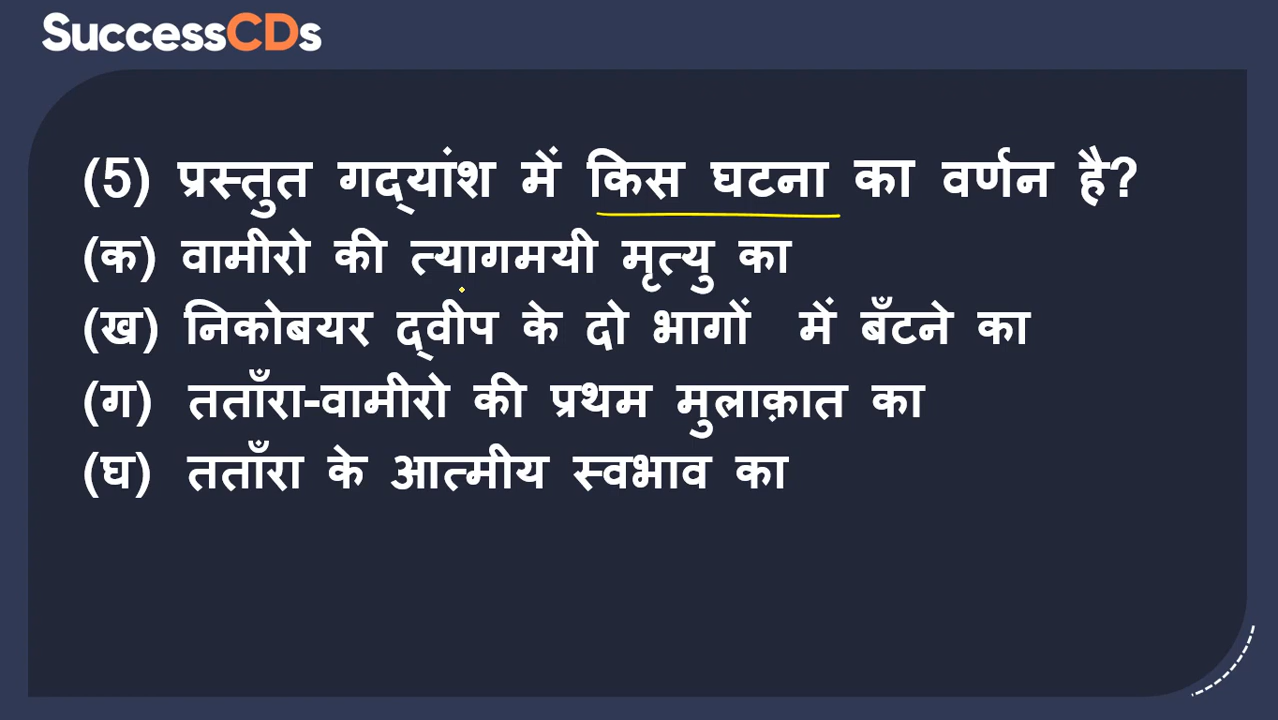 SuccessCDs
(5) प्रस्तुत गद्‌यांश में किस घटना का वर्णन है?
(क) वामीरो की त्यागमयी मृत्यु का
(ख) निकोबयर द्‌वीप के दो भागों में बँटने का
(ग) तताँरा-वामीरो की प्रथम मुलाक़ात का
(घ) तताँरा के आत्मीय स्वभाव का